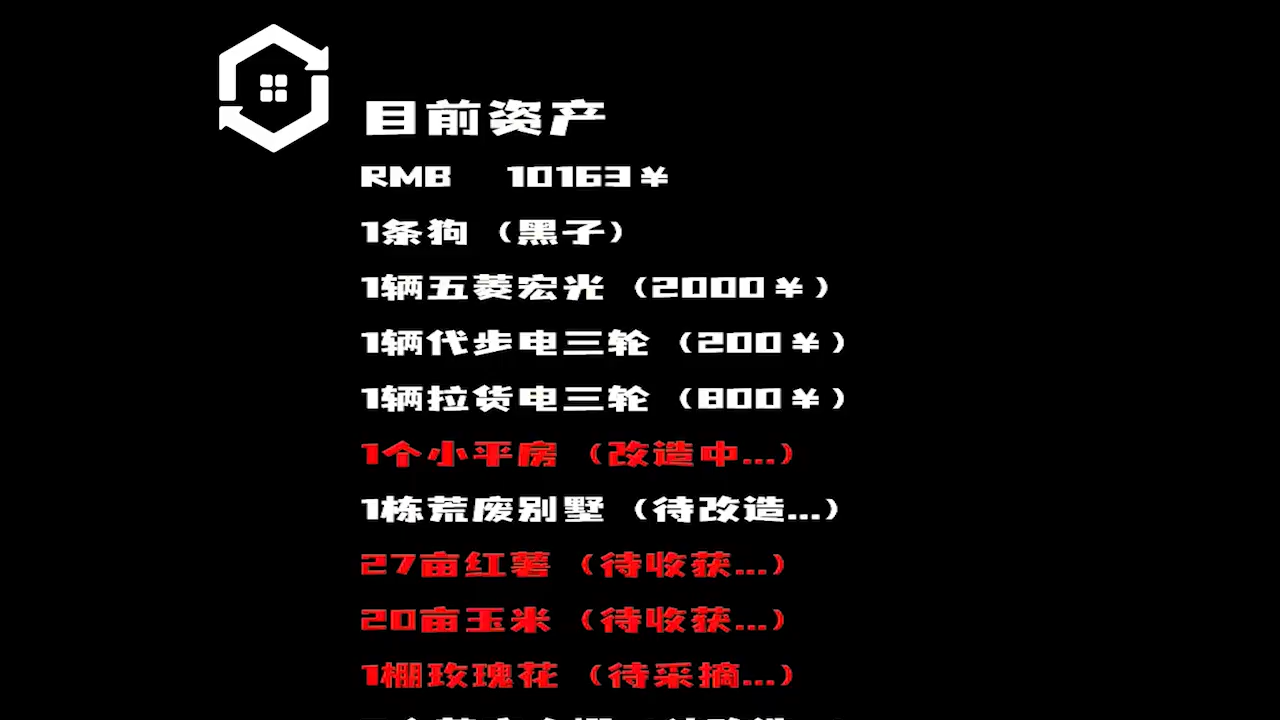 目前资产
RMB 10163￥
1条狗（黑子）
1辆五菱宏光（2000￥）
1辆代步电三轮（200￥）
1辆拉货电三轮（800￥）
1个小平房（改造中...）
1栋荒废别墅（待改造...）
27亩红薯（待收获...）
20亩玉米（待收获...）
1棚玫瑰花（待采摘...）